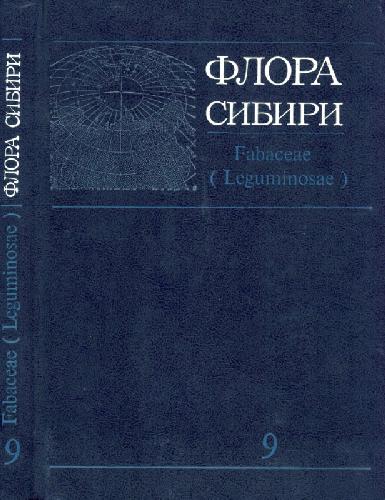 ФЛОРА
СИБИРИ
Fabaceae
( Leguminosae )
9
9 Fabaceae ( Leguminosae ) ФЛОРА СИБИРИ